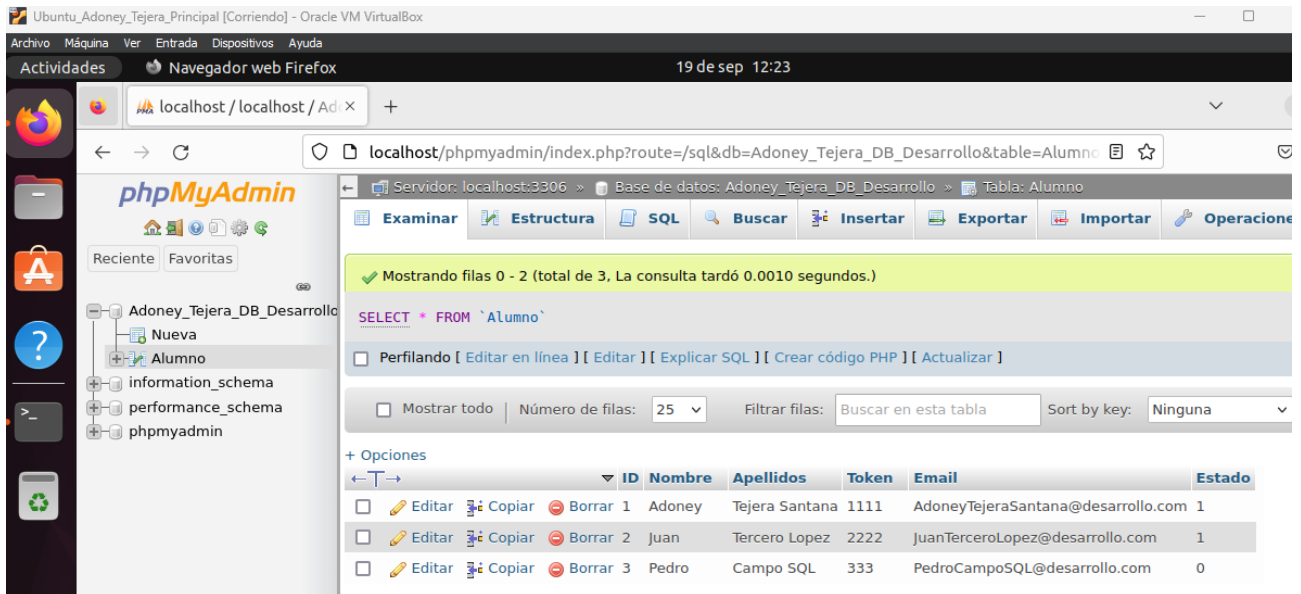 Ubuntu_Adoney_Tejera_Principal [Corriendo] - Oracle VM VirtualBox
Archivo Máquina Ver Entrada Dispositivos Ayuda
Actividades Navegador web Firefox 19 de sep 12:23
localhost / localhost / Ad
localhost/phpmyadmin/index.php?route=/sql&db=Adoney_Tejera_DB_Desarrollo&table=Alumno
phpMyAdmin
Reciente Favoritas
Adoney_Tejera_DB_Desarrollo
Nueva
Alumno
information_schema
performance_schema
phpmyadmin
Servidor: localhost:3306 » Base de datos: Adoney_Tejera_DB_Desarrollo » Tabla: Alumno
Examinar Estructura SQL Buscar Insertar Exportar Importar Operacione
Mostrando filas 0 - 2 (total de 3, La consulta tardó 0.0010 segundos.)
SELECT * FROM `Alumno`
Perfilando [ Editar en línea ] [ Editar ] [ Explicar SQL ] [ Crear código PHP ] [ Actualizar ]
Mostrar todo | Número de filas: 25 Filtrar filas: Buscar en esta tabla Sort by key: Ninguna
+ Opciones
←T→ ID Nombre Apellidos Token Email Estado
Editar Copiar Borrar 1 Adoney Tejera Santana 1111 AdoneyTejeraSantana@desarrollo.com 1
Editar Copiar Borrar 2 Juan Tercero Lopez 2222 JuanTerceroLopez@desarrollo.com 1
Editar Copiar Borrar 3 Pedro Campo SQL 333 PedroCampoSQL@desarrollo.com 0